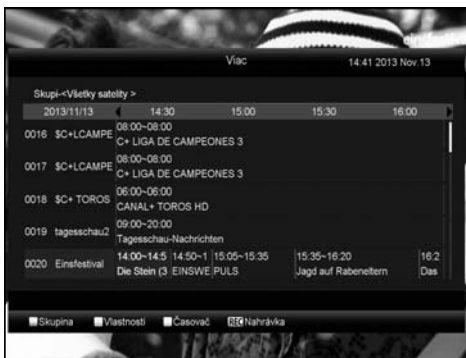 einsfestival
Viac 14:41 2013 Nov.13
Skupi-<Všetky satelity >
2013/11/13 14:30 15:00 15:30 16:00
0016 $C+LCAMPE 08:00~08:00
C+ LIGA DE CAMPEONES 3
0017 $C+LCAMPE 08:00~08:00
C+ LIGA DE CAMPEONES 3
0018 $C+ TOROS 06:00~06:00
CANAL+ TOROS HD
0019 tagesschau2 09:00~20:00
Tagesschau-Nachrichten
0020 Einsfestival 14:00~14:5 14:50~1 15:05~15:35 15:35~16:20 16:2
Die Stein (3 EINSWE PULS Jagd auf Rabeneltern Das
Skupina Vlastnosti Časovač REC Nahrávka